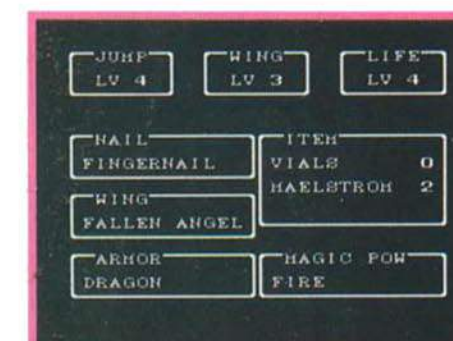 JUMP WING LIFE
LV 4 LV 3 LV 4
NAIL
FINGERNAIL
WING
FALLEN ANGEL
ITEM
VIALS 0
MAELSTROM 2
ARMOR
DRAGON
MAGIC POW
FIRE